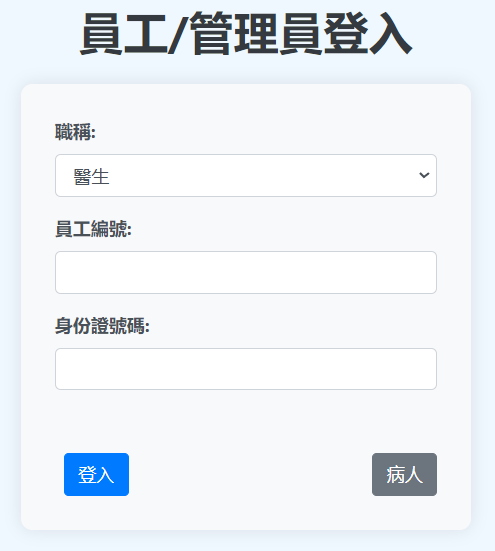 員工/管理員登入
職稱:
醫生
員工編號:
身份證號碼:
登入 病人